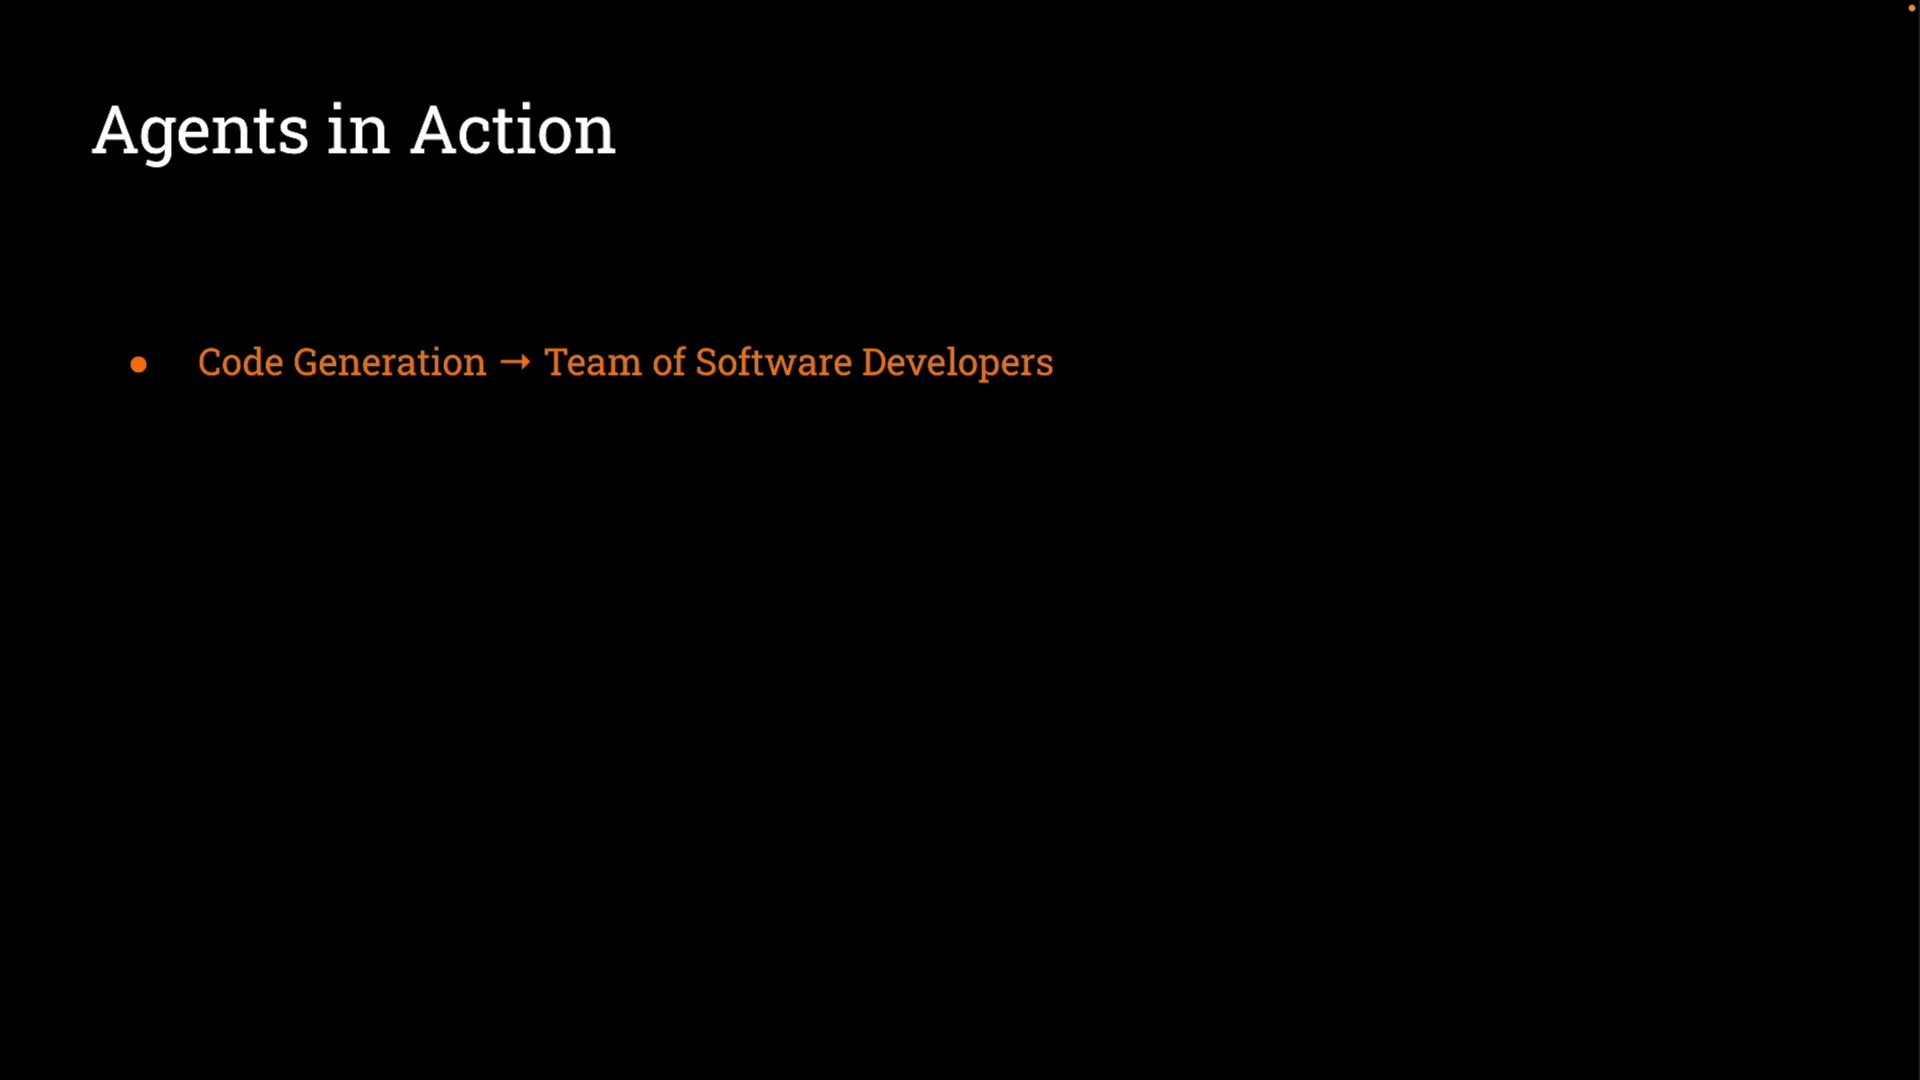 Agents in Action
● Code Generation → Team of Software Developers